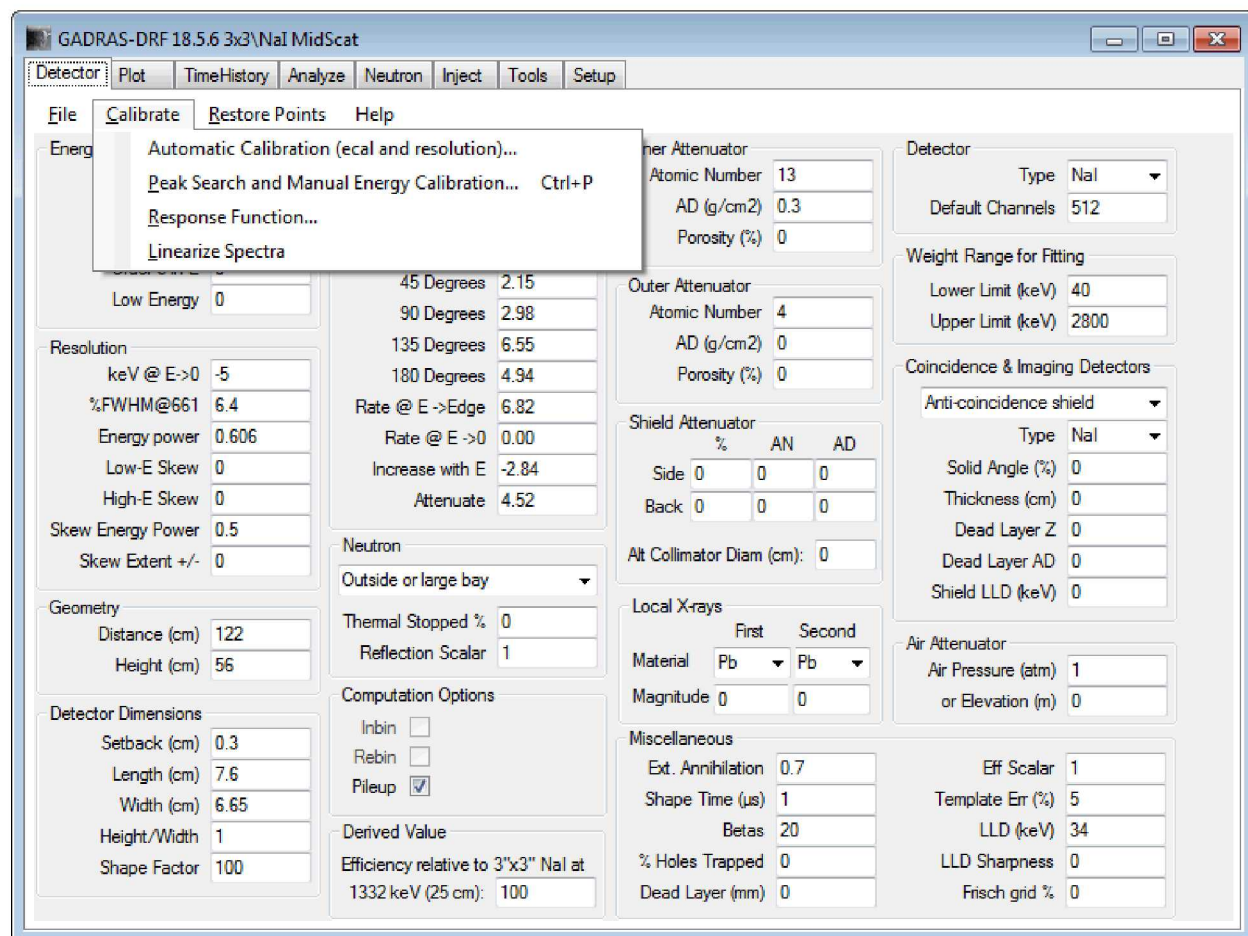 GADRAS-DRF 18.5.6 3x3\NaI MidScat
Detector Plot TimeHistory Analyze Neutron Inject Tools Setup
File Calibrate Restore Points Help
Automatic Calibration (ecal and resolution)...
Peak Search and Manual Energy Calibration... Ctrl+P
Response Function...
Linearize Spectra
Energ
Low Energy 0
Resolution
keV @ E->0 -5
%FWHM@661 6.4
Energy power 0.606
Low-E Skew 0
High-E Skew 0
Skew Energy Power 0.5
Skew Extent +/- 0
Geometry
Distance (cm) 122
Height (cm) 56
Detector Dimensions
Setback (cm) 0.3
Length (cm) 7.6
Width (cm) 6.65
Height/Width 1
Shape Factor 100
45 Degrees 2.15
90 Degrees 2.98
135 Degrees 6.55
180 Degrees 4.94
Rate @ E ->Edge 6.82
Rate @ E ->0 0.00
Increase with E -2.84
Attenuate 4.52
Neutron
Outside or large bay
Thermal Stopped % 0
Reflection Scalar 1
Computation Options
Inbin
Rebin
Pileup
Derived Value
Efficiency relative to 3"x3" NaI at
1332 keV (25 cm): 100
ner Attenuator
Atomic Number 13
AD (g/cm2) 0.3
Porosity (%) 0
Outer Attenuator
Atomic Number 4
AD (g/cm2) 0
Porosity (%) 0
Shield Attenuator
% AN AD
Side 0 0 0
Back 0 0 0
Alt Collimator Diam (cm): 0
Local X-rays
First Second
Material Pb Pb
Magnitude 0 0
Detector
Type NaI
Default Channels 512
Weight Range for Fitting
Lower Limit (keV) 40
Upper Limit (keV) 2800
Coincidence & Imaging Detectors
Anti-coincidence shield
Type NaI
Solid Angle (%) 0
Thickness (cm) 0
Dead Layer Z 0
Dead Layer AD 0
Shield LLD (keV) 0
Air Attenuator
Air Pressure (atm) 1
or Elevation (m) 0
Miscellaneous
Ext. Annihilation 0.7 Eff Scalar 1
Shape Time (µs) 1 Template Err (%) 5
Betas 20 LLD (keV) 34
% Holes Trapped 0 LLD Sharpness 0
Dead Layer (mm) 0 Frisch grid % 0